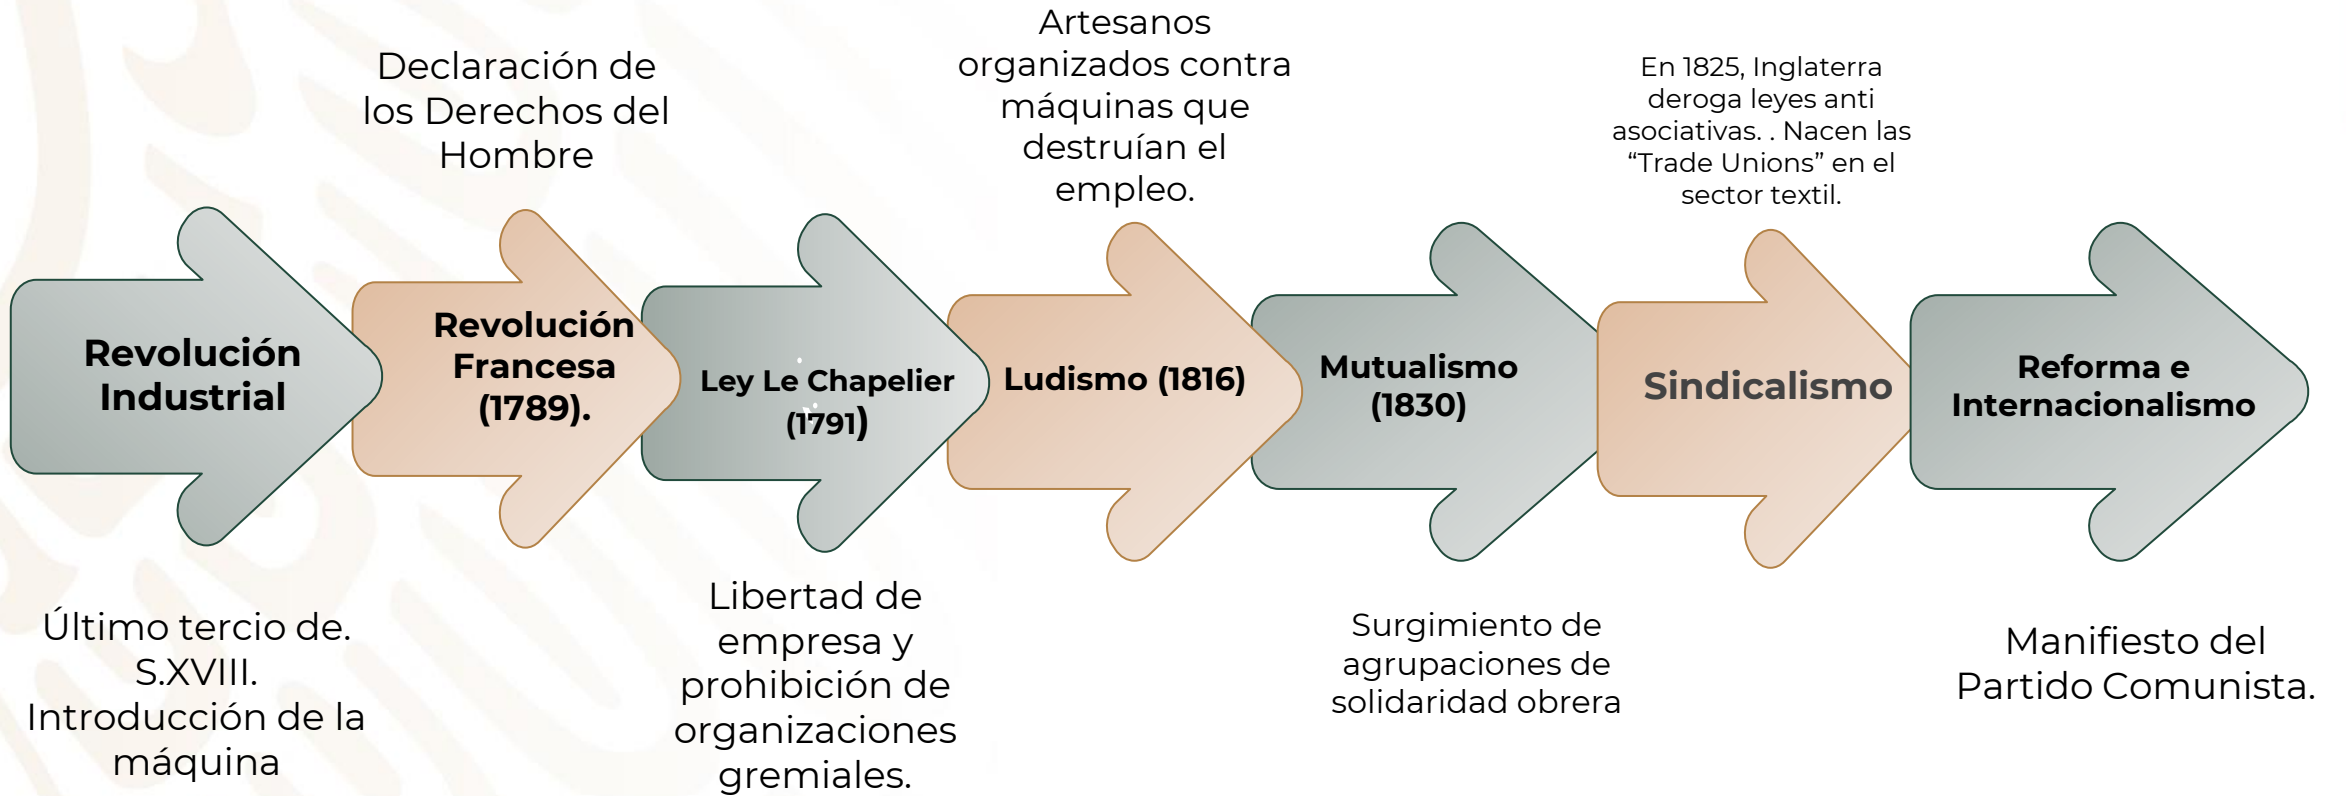 Revolución
Industrial
Último tercio de.
S.XVIII.
Introducción de la
máquina
Declaración de
los Derechos del
Hombre
Revolución
Francesa
(1789).
Ley Le Chapelier
(1791)
Libertad de
empresa y
prohibición de
organizaciones
gremiales.
Artesanos
organizados contra
máquinas que
destruían el
empleo.
Ludismo (1816)
Mutualismo
(1830)
Surgimiento de
agrupaciones de
solidaridad obrera
En 1825, Inglaterra
deroga leyes anti
asociativas. . Nacen las
“Trade Unions” en el
sector textil.
Sindicalismo
Reforma e
Internacionalismo
Manifiesto del
Partido Comunista.